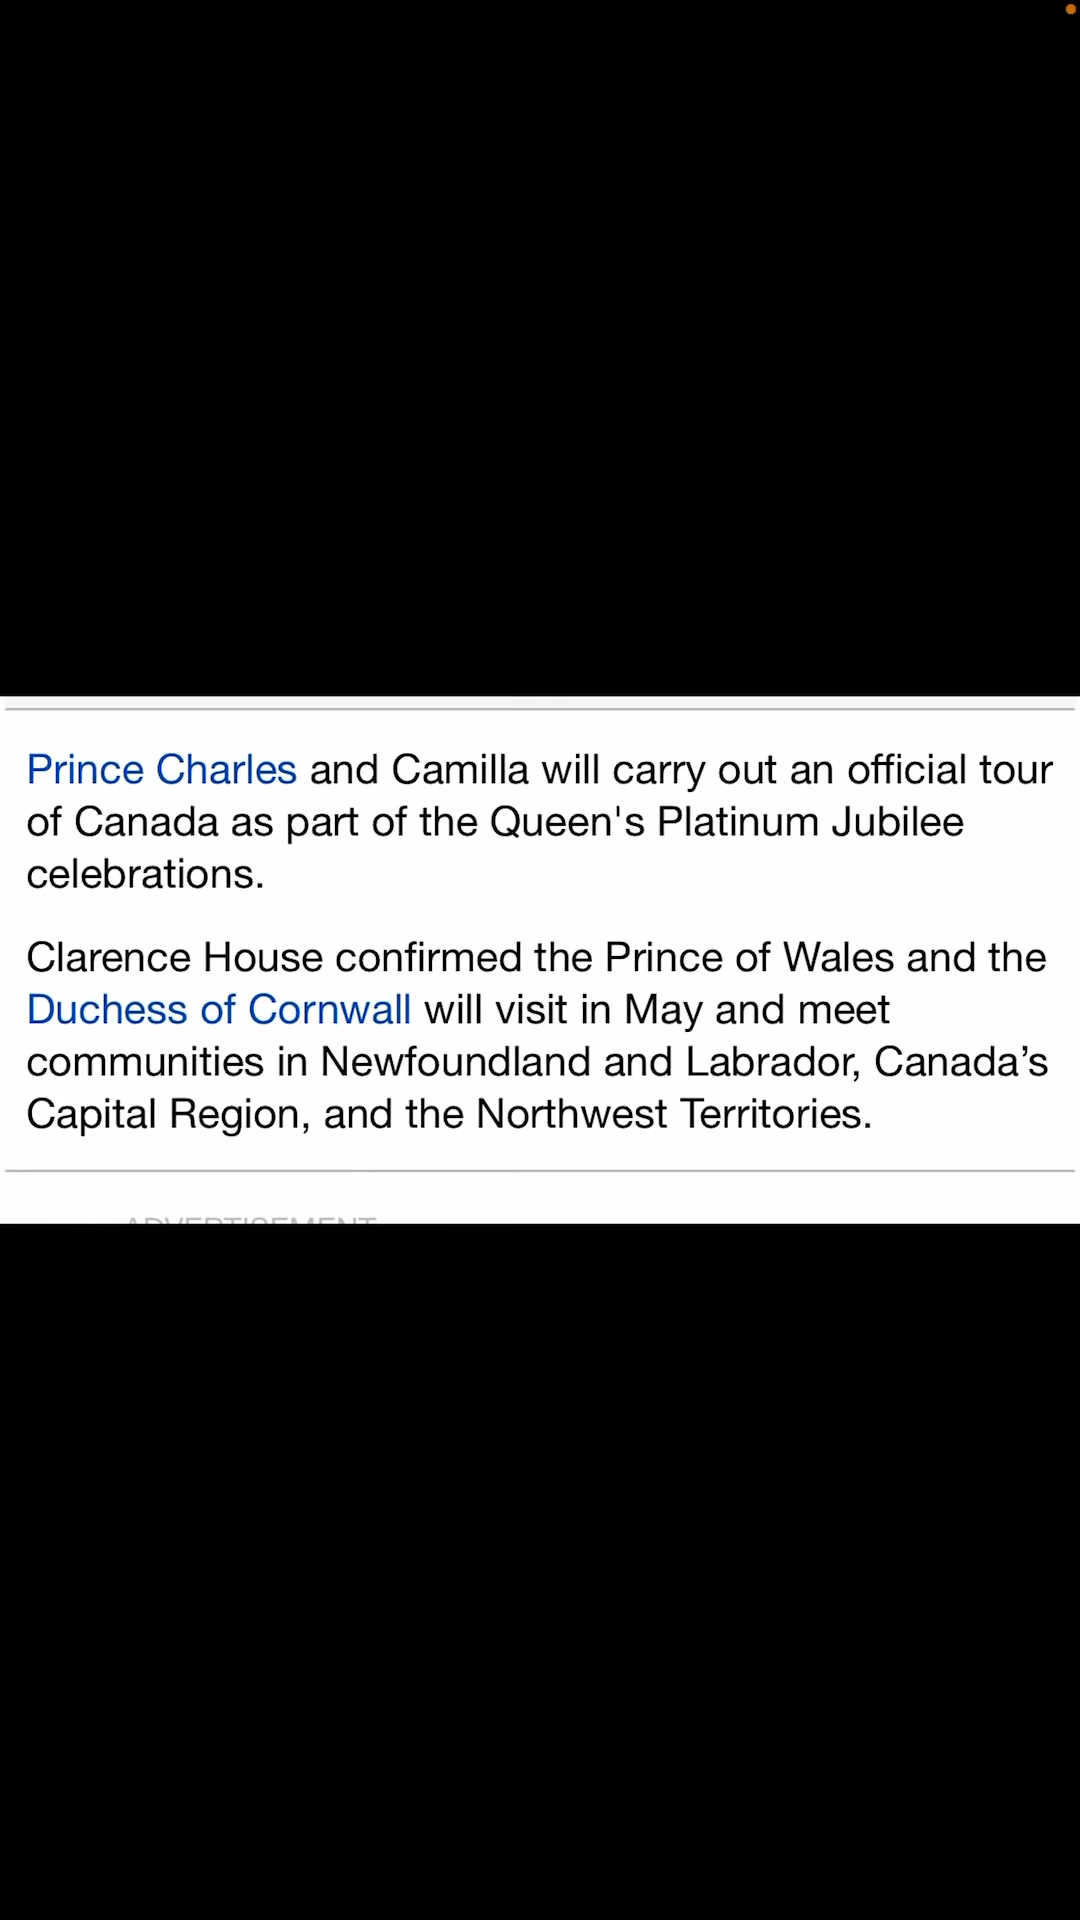 Prince Charles and Camilla will carry out an official tour
of Canada as part of the Queen's Platinum Jubilee
celebrations.
Clarence House confirmed the Prince of Wales and the
Duchess of Cornwall will visit in May and meet
communities in Newfoundland and Labrador, Canada’s
Capital Region, and the Northwest Territories.
ADVERTISEMENT